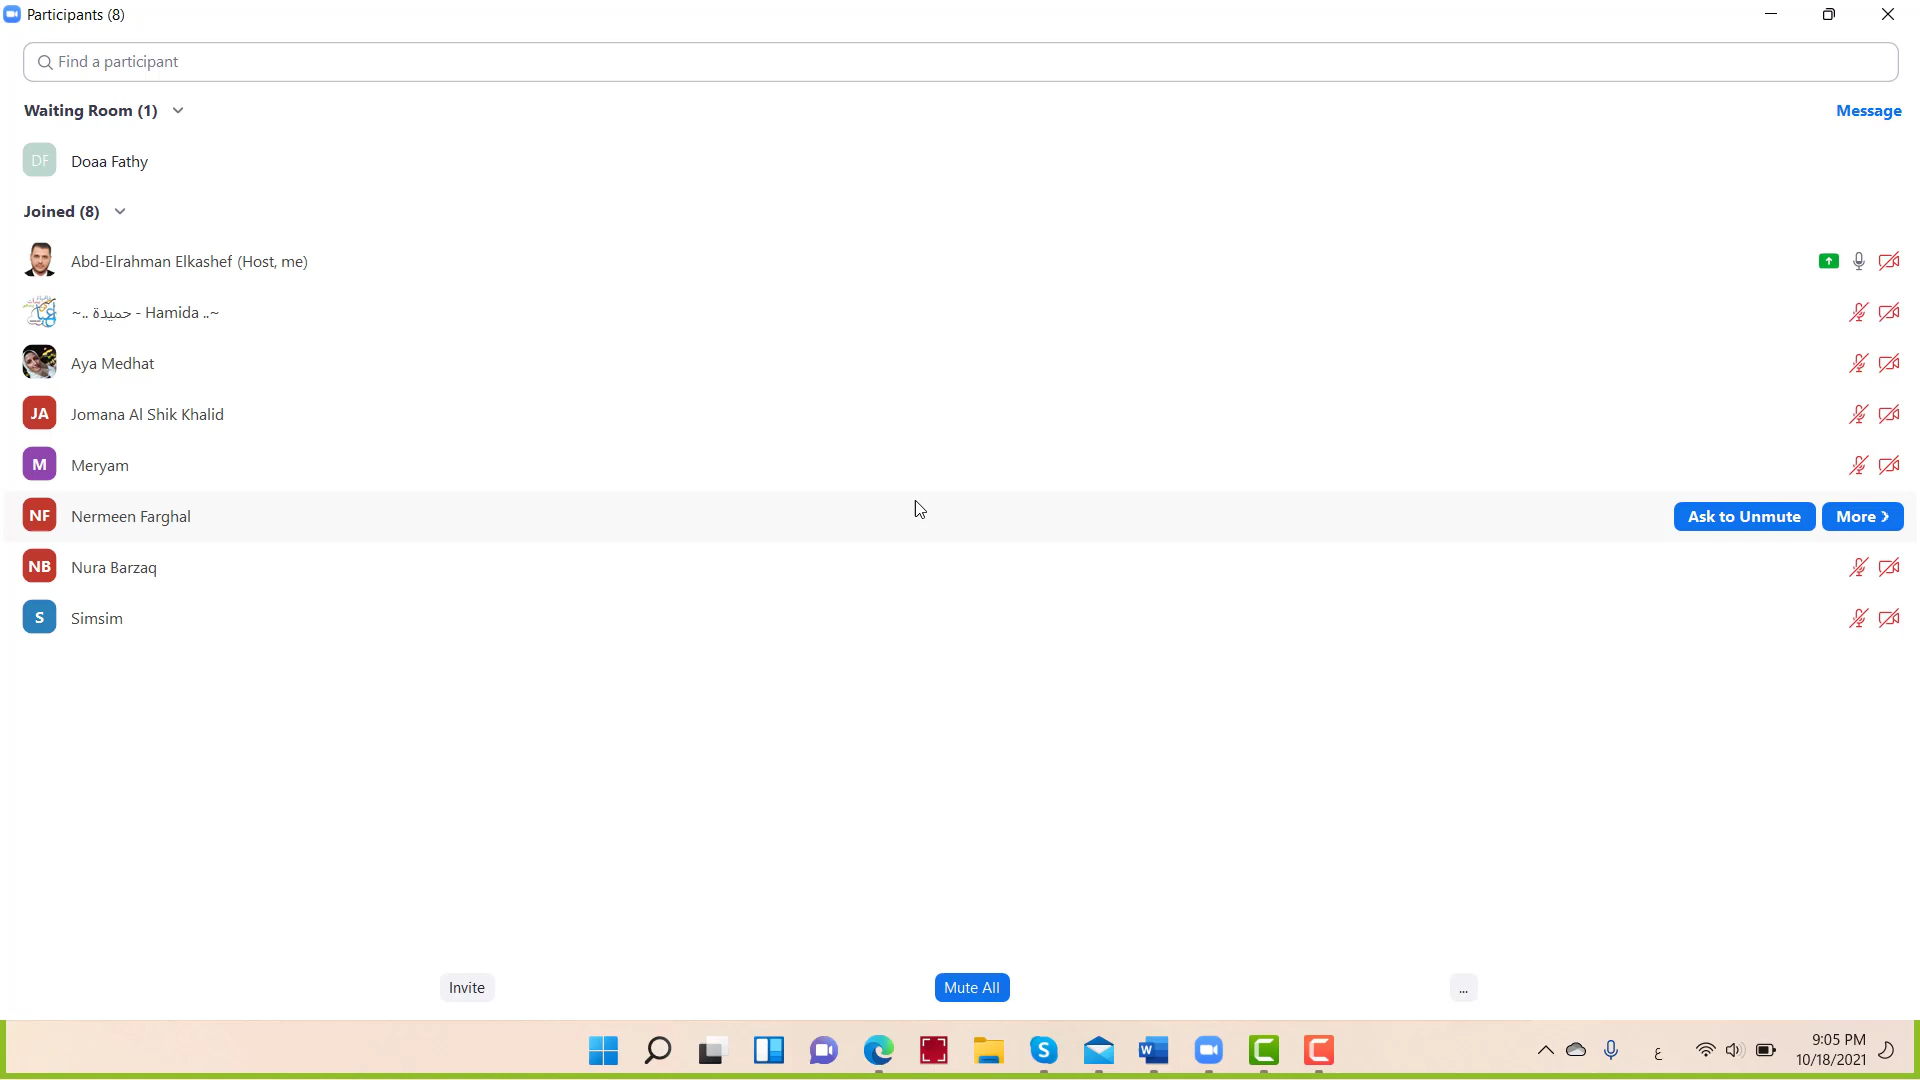 Participants (8)
Find a participant
Waiting Room (1)
Message
DF Doaa Fathy
Joined (8)
Abd-Elrahman Elkashef (Host, me)
~.. حميدة - Hamida ..~
Aya Medhat
JA Jomana Al Shik Khalid
M Meryam
NF Nermeen Farghal Ask to Unmute More
NB Nura Barzaq
S Simsim
Invite Mute All ...
ع 9:05 PM
10/18/2021